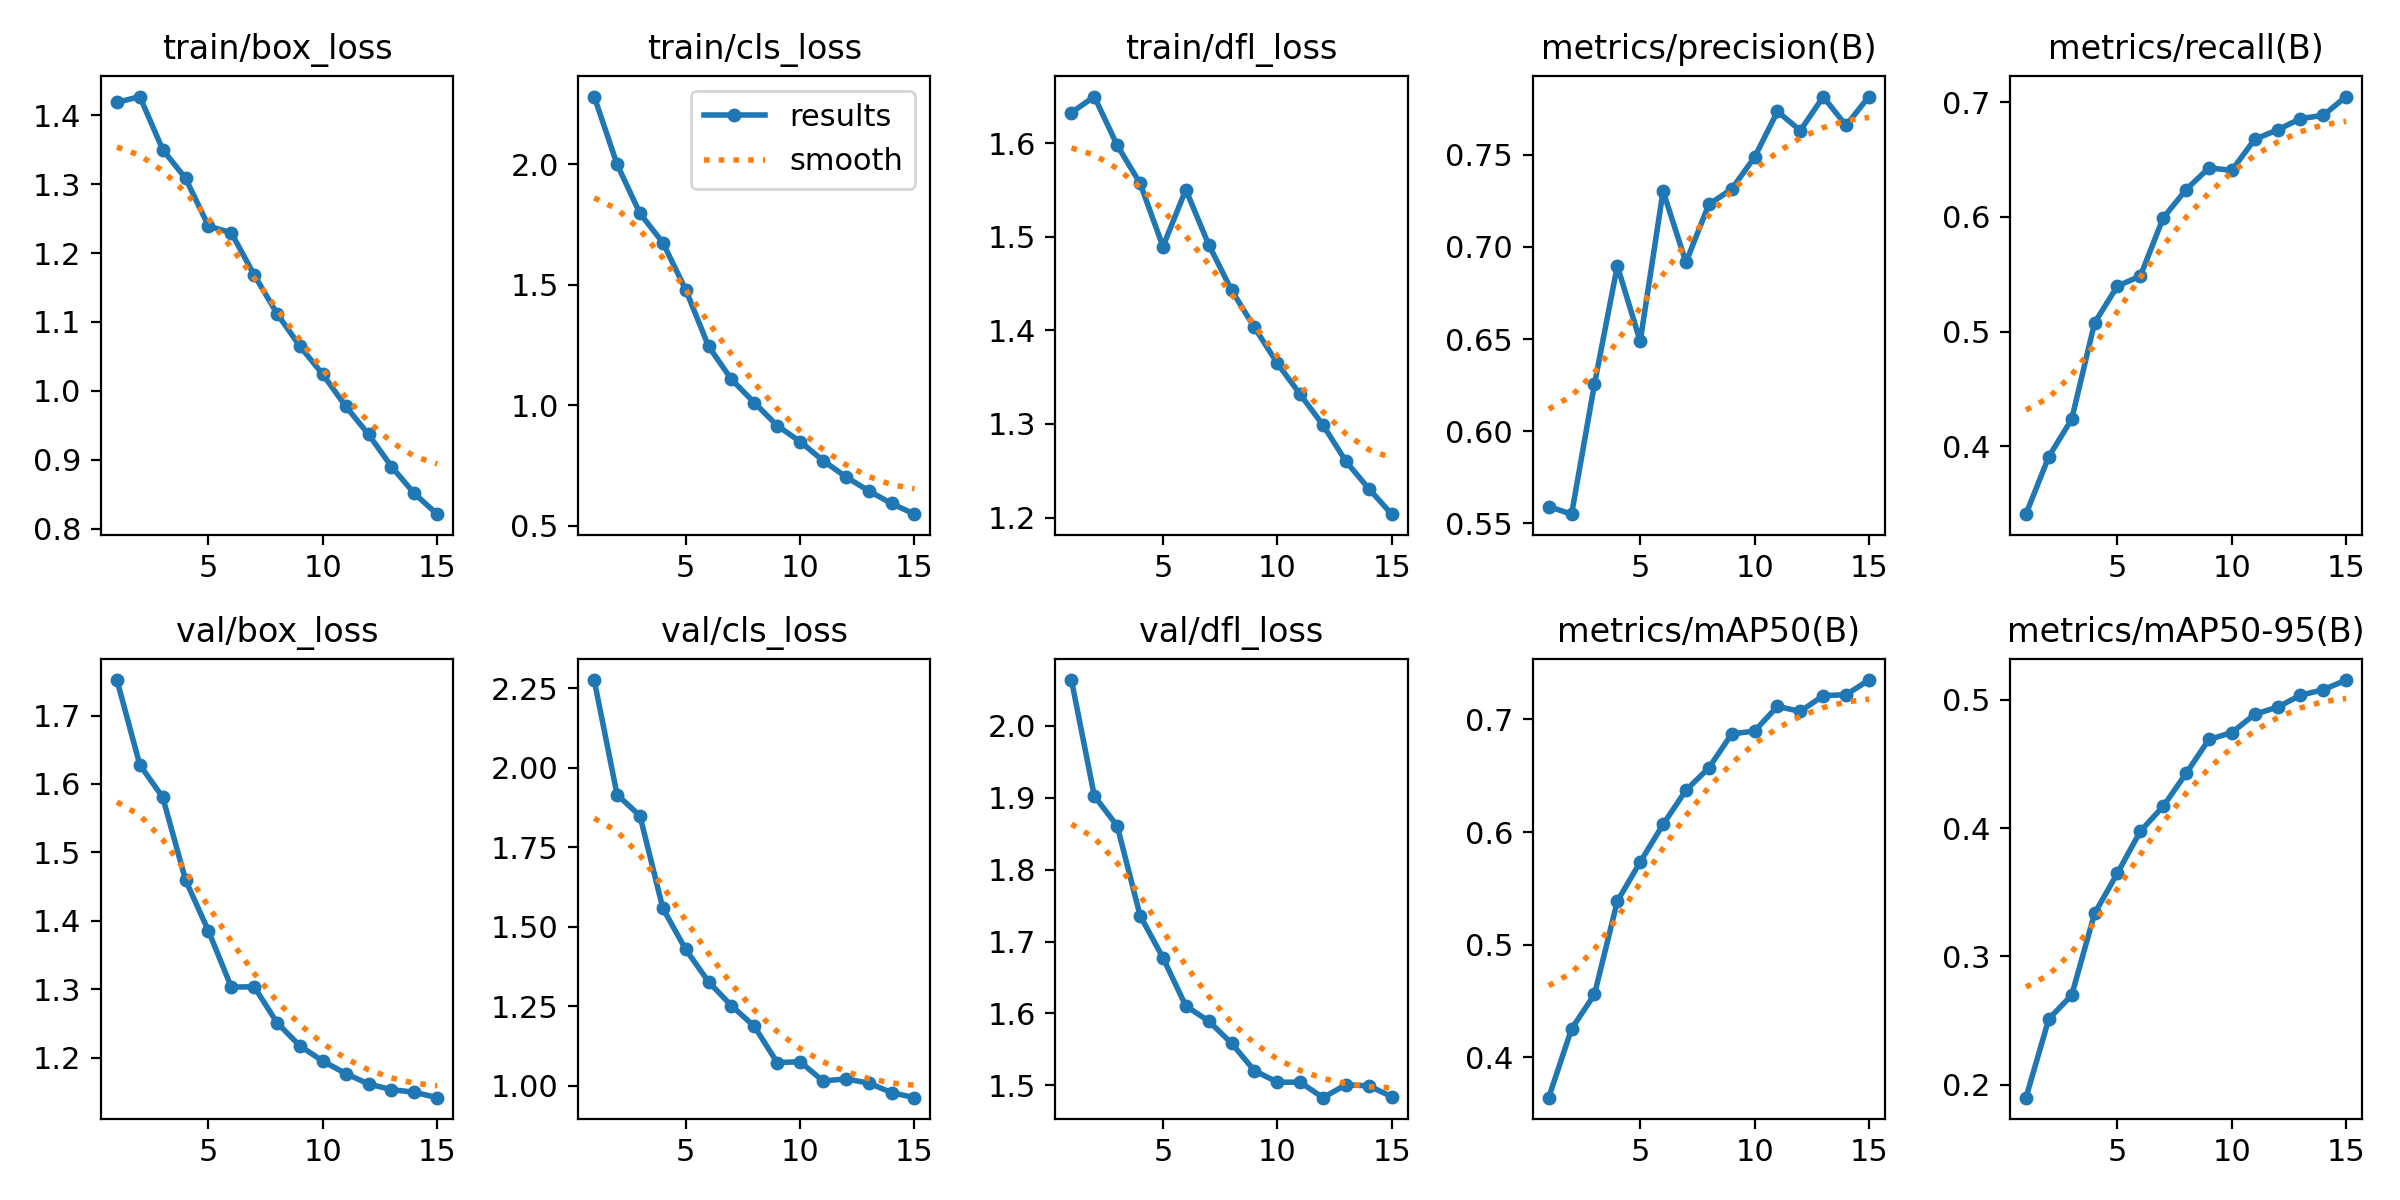 train/box_loss
1.4
1.3
1.2
1.1
1.0
0.9
0.8
5 10 15
train/cls_loss
results
smooth
2.0
1.5
1.0
0.5
5 10 15
train/dfl_loss
1.6
1.5
1.4
1.3
1.2
5 10 15
metrics/precision(B)
0.75
0.70
0.65
0.60
0.55
5 10 15
metrics/recall(B)
0.7
0.6
0.5
0.4
5 10 15
val/box_loss
1.7
1.6
1.5
1.4
1.3
1.2
5 10 15
val/cls_loss
2.25
2.00
1.75
1.50
1.25
1.00
5 10 15
val/dfl_loss
2.0
1.9
1.8
1.7
1.6
1.5
5 10 15
metrics/mAP50(B)
0.7
0.6
0.5
0.4
5 10 15
metrics/mAP50-95(B)
0.5
0.4
0.3
0.2
5 10 15